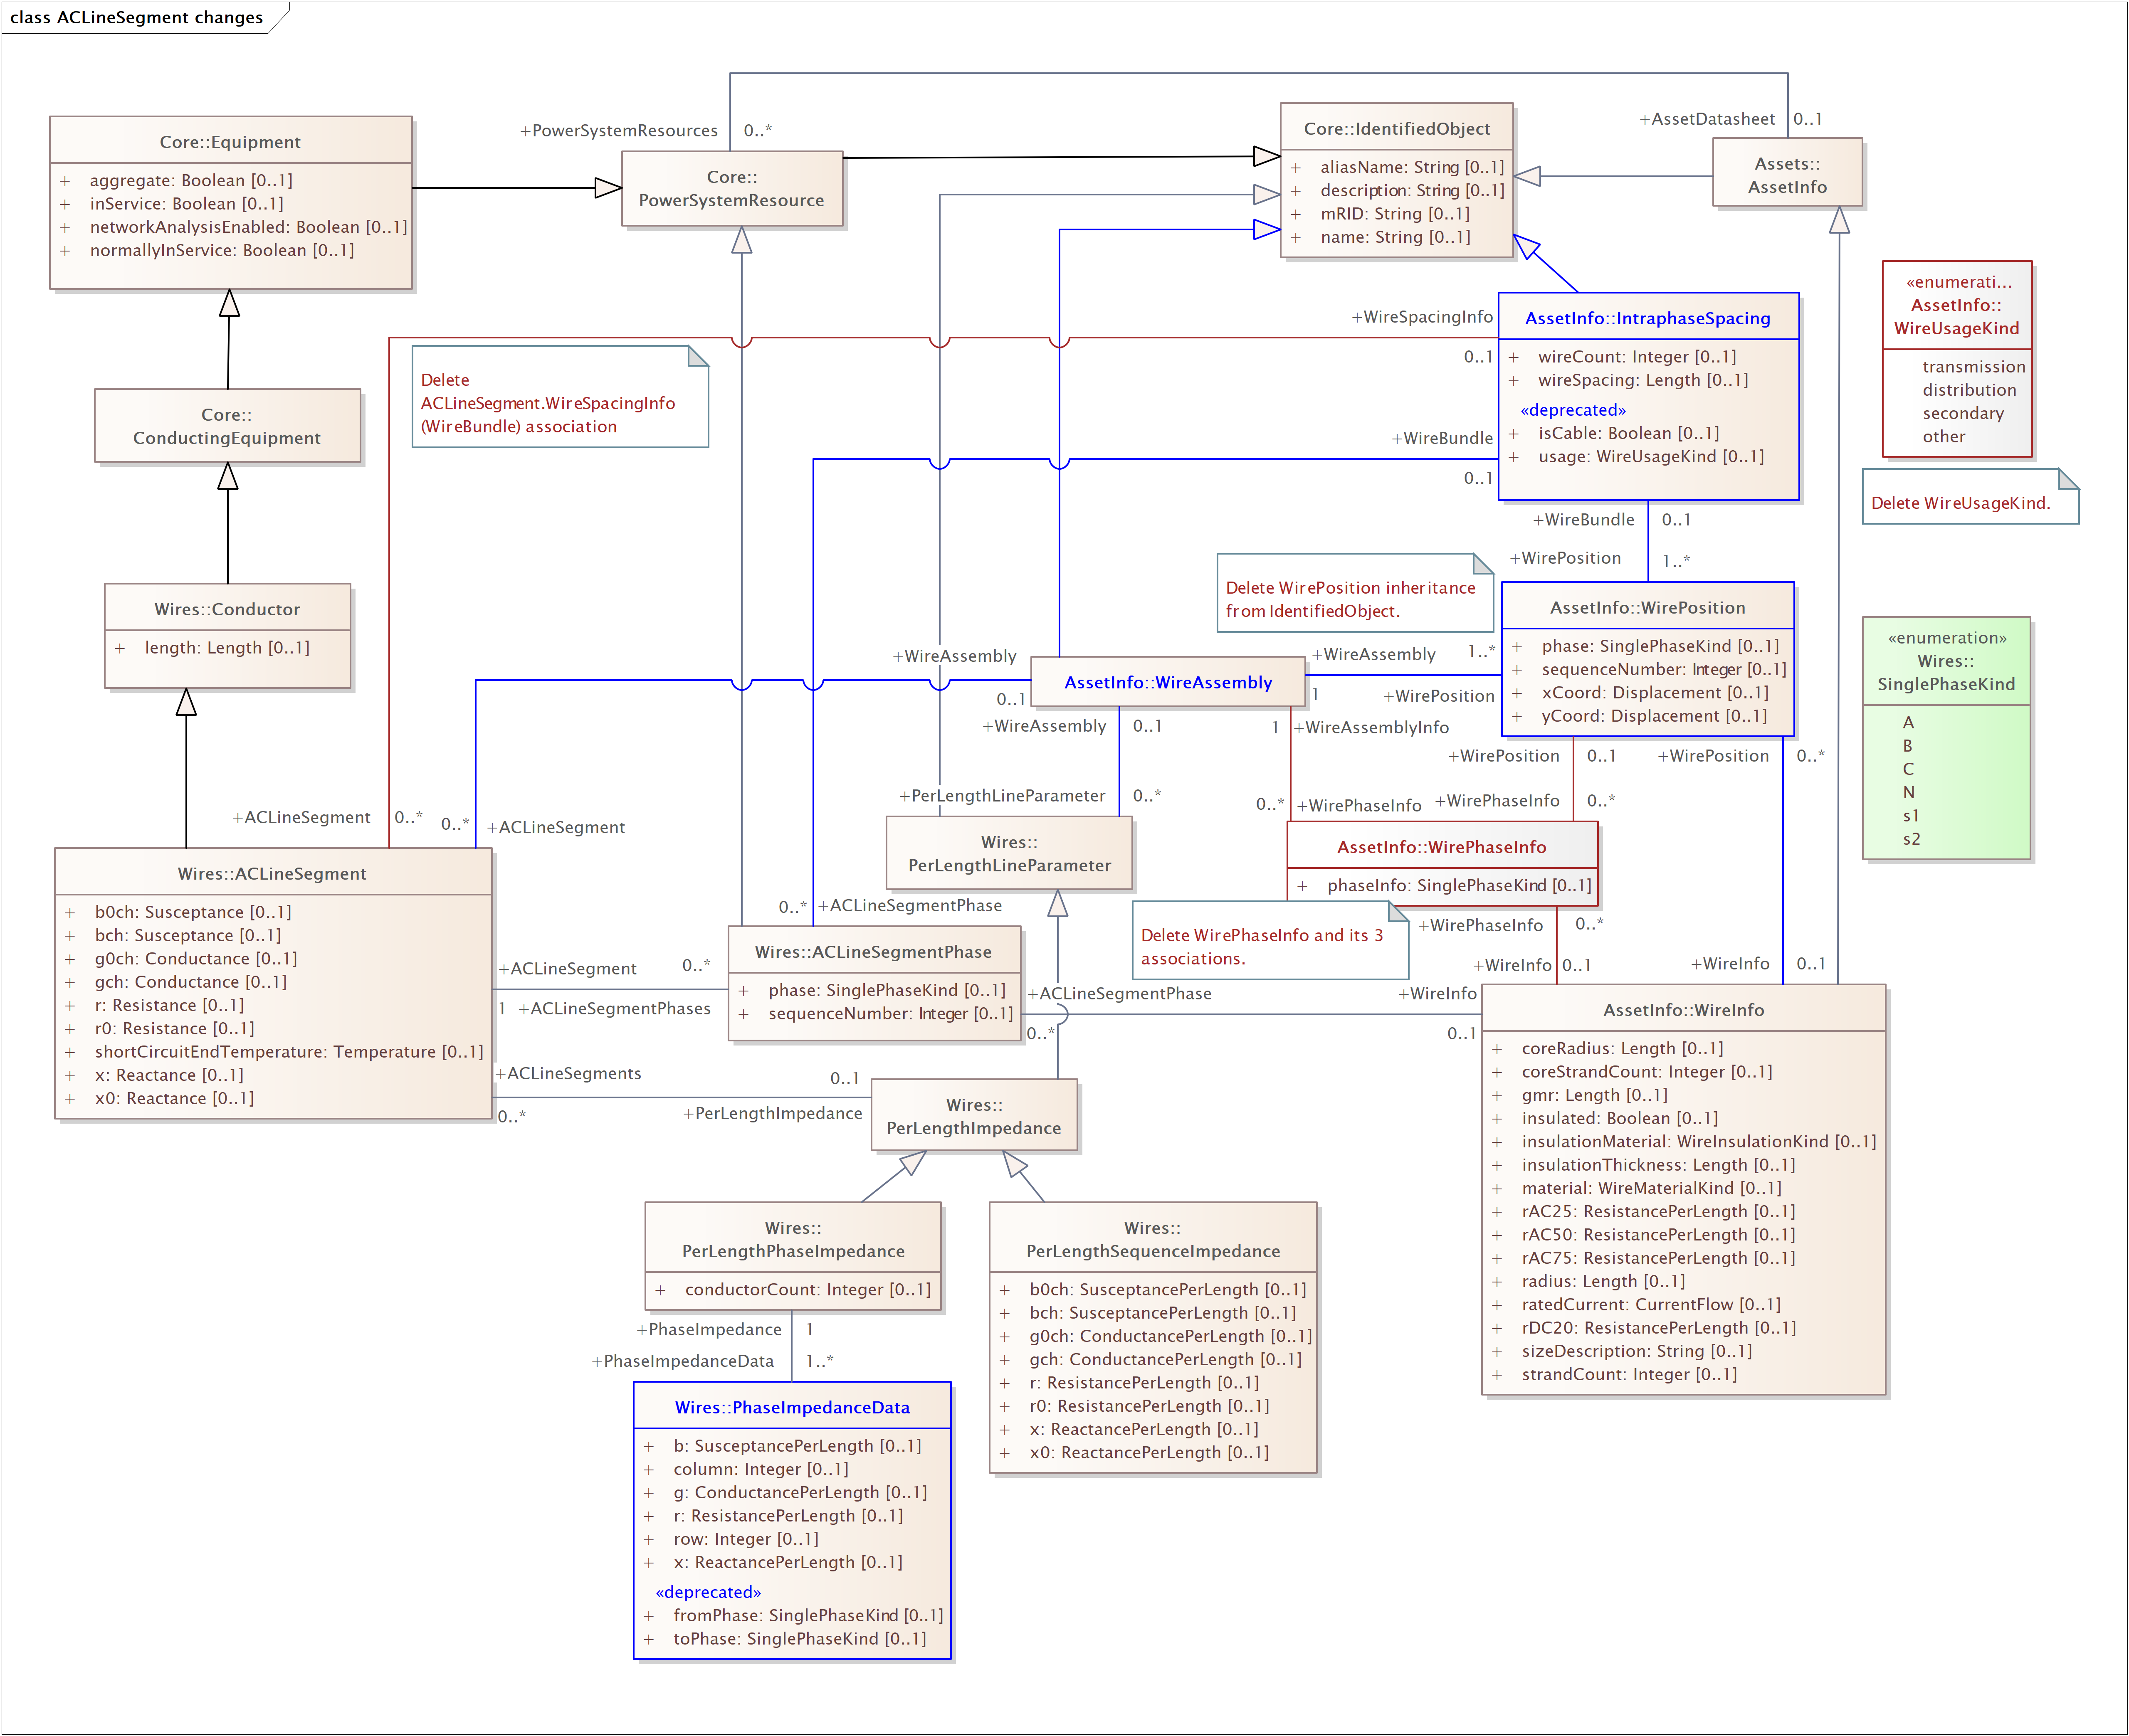 class ACLineSegment changes
+PowerSystemResources 0..*
+AssetDatasheet 0..1
Core::Equipment
+ aggregate: Boolean [0..1]
+ inService: Boolean [0..1]
+ networkAnalysisEnabled: Boolean [0..1]
+ normallyInService: Boolean [0..1]
Core::
PowerSystemResource
Core::IdentifiedObject
+ aliasName: String [0..1]
+ description: String [0..1]
+ mRID: String [0..1]
+ name: String [0..1]
Assets::
AssetInfo
«enumerati...
AssetInfo::
WireUsageKind
transmission
distribution
secondary
other
Delete WireUsageKind.
+WireSpacingInfo
0..1
AssetInfo::IntraphaseSpacing
+ wireCount: Integer [0..1]
+ wireSpacing: Length [0..1]
«deprecated»
+ isCable: Boolean [0..1]
+ usage: WireUsageKind [0..1]
+WireBundle
0..1
Delete
ACLineSegment.WireSpacingInfo
(WireBundle) association
Core::
ConductingEquipment
+WireBundle 0..1
+WirePosition 1..*
Delete WirePosition inheritance
from IdentifiedObject.
AssetInfo::WirePosition
+ phase: SinglePhaseKind [0..1]
+ sequenceNumber: Integer [0..1]
+ xCoord: Displacement [0..1]
+ yCoord: Displacement [0..1]
«enumeration»
Wires::
SinglePhaseKind
A
B
C
N
s1
s2
Wires::Conductor
+ length: Length [0..1]
+WireAssembly
0..1
AssetInfo::WireAssembly
+WireAssembly 1..*
1 +WirePosition
+WireAssembly 0..1
1 +WireAssemblyInfo
+WirePosition 0..1
+WirePosition 0..*
+PerLengthLineParameter 0..*
0..* +WirePhaseInfo
+WirePhaseInfo 0..*
+ACLineSegment 0..*
0..* +ACLineSegment
Wires::ACLineSegment
+ b0ch: Susceptance [0..1]
+ bch: Susceptance [0..1]
+ g0ch: Conductance [0..1]
+ gch: Conductance [0..1]
+ r: Resistance [0..1]
+ r0: Resistance [0..1]
+ shortCircuitEndTemperature: Temperature [0..1]
+ x: Reactance [0..1]
+ x0: Reactance [0..1]
Wires::
PerLengthLineParameter
AssetInfo::WirePhaseInfo
+ phaseInfo: SinglePhaseKind [0..1]
Delete WirePhaseInfo and its 3
associations.
+WirePhaseInfo 0..*
+WireInfo 0..1
+WireInfo 0..1
0..* +ACLineSegmentPhase
Wires::ACLineSegmentPhase
+ phase: SinglePhaseKind [0..1]
+ sequenceNumber: Integer [0..1]
+ACLineSegment 0..*
1 +ACLineSegmentPhases
+ACLineSegmentPhase
0..*
+WireInfo
0..1
+ACLineSegments 0..1
0..* +PerLengthImpedance
Wires::
PerLengthImpedance
AssetInfo::WireInfo
+ coreRadius: Length [0..1]
+ coreStrandCount: Integer [0..1]
+ gmr: Length [0..1]
+ insulated: Boolean [0..1]
+ insulationMaterial: WireInsulationKind [0..1]
+ insulationThickness: Length [0..1]
+ material: WireMaterialKind [0..1]
+ rAC25: ResistancePerLength [0..1]
+ rAC50: ResistancePerLength [0..1]
+ rAC75: ResistancePerLength [0..1]
+ radius: Length [0..1]
+ ratedCurrent: CurrentFlow [0..1]
+ rDC20: ResistancePerLength [0..1]
+ sizeDescription: String [0..1]
+ strandCount: Integer [0..1]
Wires::
PerLengthPhaseImpedance
+ conductorCount: Integer [0..1]
+PhaseImpedance 1
+PhaseImpedanceData 1..*
Wires::
PerLengthSequenceImpedance
+ b0ch: SusceptancePerLength [0..1]
+ bch: SusceptancePerLength [0..1]
+ g0ch: ConductancePerLength [0..1]
+ gch: ConductancePerLength [0..1]
+ r: ResistancePerLength [0..1]
+ r0: ResistancePerLength [0..1]
+ x: ReactancePerLength [0..1]
+ x0: ReactancePerLength [0..1]
Wires::PhaseImpedanceData
+ b: SusceptancePerLength [0..1]
+ column: Integer [0..1]
+ g: ConductancePerLength [0..1]
+ r: ResistancePerLength [0..1]
+ row: Integer [0..1]
+ x: ReactancePerLength [0..1]
«deprecated»
+ fromPhase: SinglePhaseKind [0..1]
+ toPhase: SinglePhaseKind [0..1]